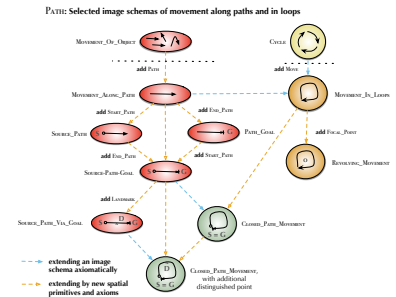 PATH: Selected image schemas of movement along paths and in loops
MOVEMENT_OF_OBJECT
CYCLE
add PATH
add MOVE
MOVEMENT_ALONG_PATH
MOVEMENT_IN_LOOPS
add START_PATH
add END_PATH
SOURCE_PATH
PATH_GOAL
add FOCAL_POINT
S
G
add END_PATH
add START_PATH
REVOLVING_MOVEMENT
SOURCE-PATH-GOAL
S
G
add LANDMARK
SOURCE_PATH_VIA_GOAL
D
S
G
CLOSED_PATH_MOVEMENT
S = G
extending an image
schema axiomatically
extending by new spatial
primitives and axioms
D
S = G
CLOSED_PATH_MOVEMENT,
with additional
distinguished point